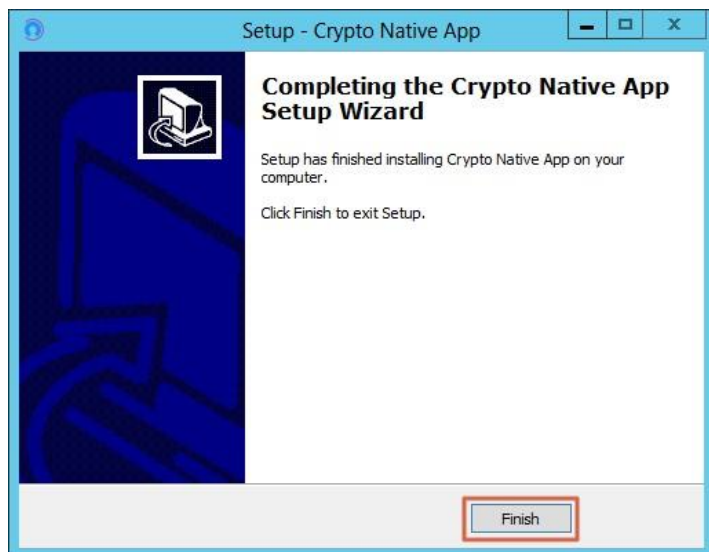 Setup - Crypto Native App
Completing the Crypto Native App
Setup Wizard
Setup has finished installing Crypto Native App on your
computer.
Click Finish to exit Setup.
Finish